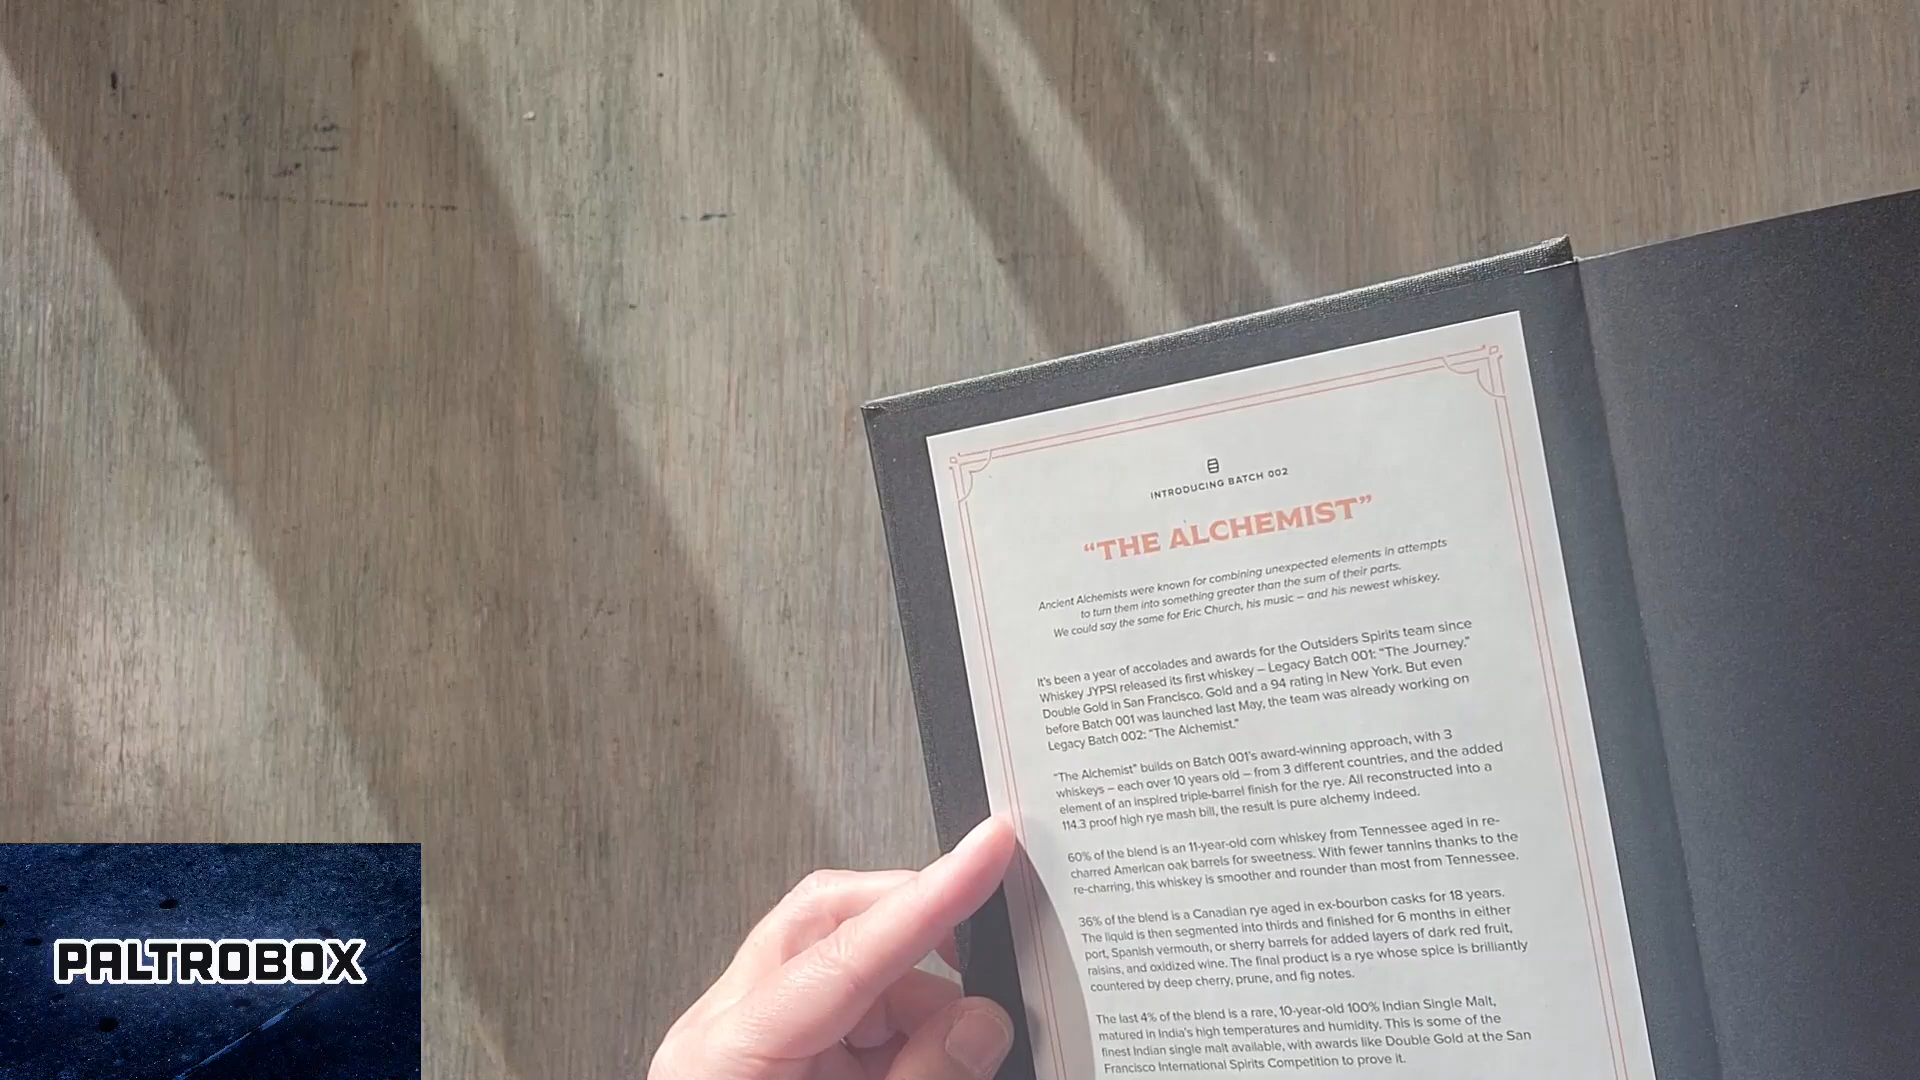 INTRODUCING BATCH 002
“THE ALCHEMIST”
Ancient Alchemists were known for combining unexpected elements in attempts
to turn them into something greater than the sum of their parts.
We could say the same for Eric Church, his music – and his newest whiskey.
It's been a year of accolades and awards for the Outsiders Spirits team since
Whiskey JYPSI released its first whiskey – Legacy Batch 001: “The Journey.”
Double Gold in San Francisco. Gold and a 94 rating in New York. But even
before Batch 001 was launched last May, the team was already working on
Legacy Batch 002: “The Alchemist.”
“The Alchemist” builds on Batch 001's award-winning approach, with 3
whiskeys – each over 10 years old – from 3 different countries, and the added
element of an inspired triple-barrel finish for the rye. All reconstructed into a
114.3 proof high rye mash bill, the result is pure alchemy indeed.
60% of the blend is an 11-year-old corn whiskey from Tennessee aged in re-
charred American oak barrels for sweetness. With fewer tannins thanks to the
re-charring, this whiskey is smoother and rounder than most from Tennessee.
36% of the blend is a Canadian rye aged in ex-bourbon casks for 18 years.
The liquid is then segmented into thirds and finished for 6 months in either
port, Spanish vermouth, or sherry barrels for added layers of dark red fruit,
raisins, and oxidized wine. The final product is a rye whose spice is brilliantly
countered by deep cherry, prune, and fig notes.
The last 4% of the blend is a rare, 10-year-old 100% Indian Single Malt,
matured in India's high temperatures and humidity. This is some of the
finest Indian single malt available, with awards like Double Gold at the San
Francisco International Spirits Competition to prove it.
PALTROBOX